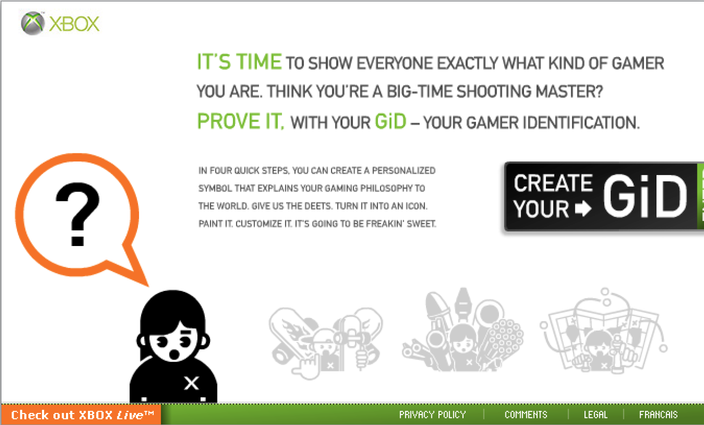 XBOX
IT'S TIME TO SHOW EVERYONE EXACTLY WHAT KIND OF GAMER
YOU ARE. THINK YOU'RE A BIG-TIME SHOOTING MASTER?
PROVE IT, WITH YOUR GiD – YOUR GAMER IDENTIFICATION.
IN FOUR QUICK STEPS, YOU CAN CREATE A PERSONALIZED
SYMBOL THAT EXPLAINS YOUR GAMING PHILOSOPHY TO
THE WORLD. GIVE US THE DEETS. TURN IT INTO AN ICON.
PAINT IT. CUSTOMIZE IT. IT'S GOING TO BE FREAKIN' SWEET.
CREATE
YOUR GiD
?
X
Check out XBOX Live™
PRIVACY POLICY | COMMENTS | LEGAL | FRANCAIS